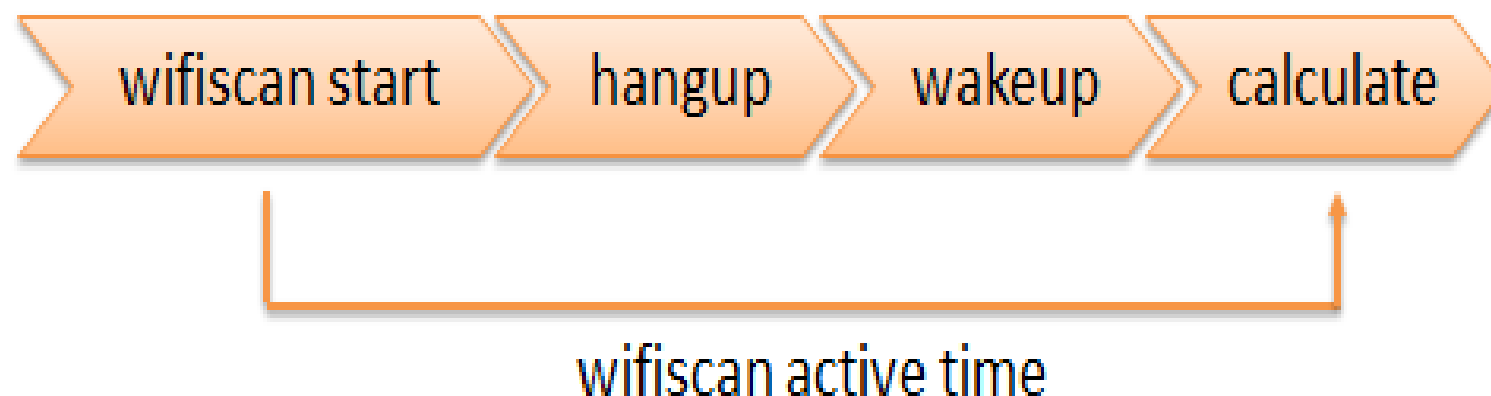 wifiscan start
hangup
wakeup
calculate
wifiscan active time